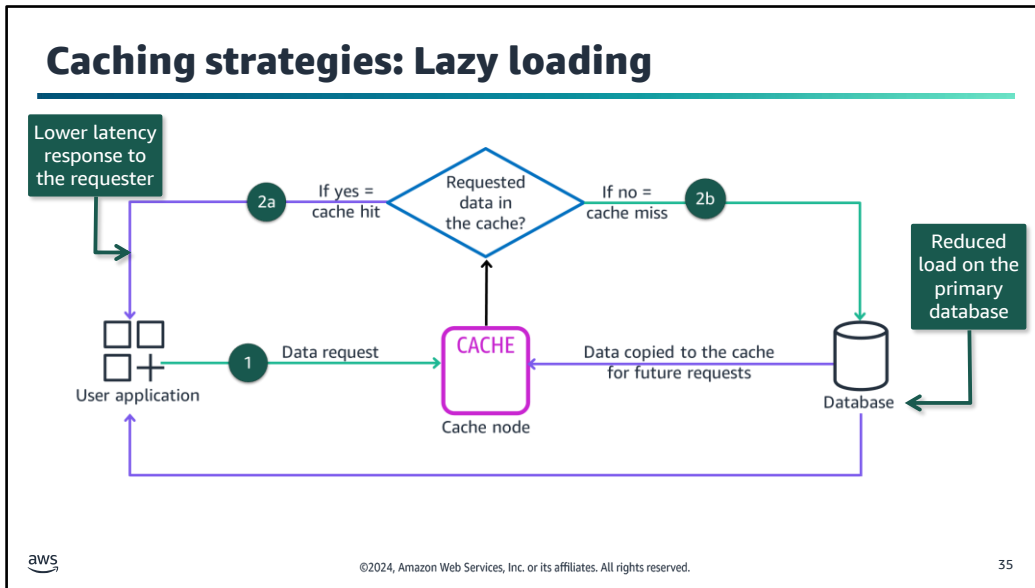 Caching strategies: Lazy loading
Lower latency
response to
the requester
2a
If yes =
cache hit
Requested
data in
the cache?
If no =
cache miss
2b
Reduced
load on the
primary
database
1
Data request
CACHE
Data copied to the cache
for future requests
User application
Cache node
Database
aws
©2024, Amazon Web Services, Inc. or its affiliates. All rights reserved.
35